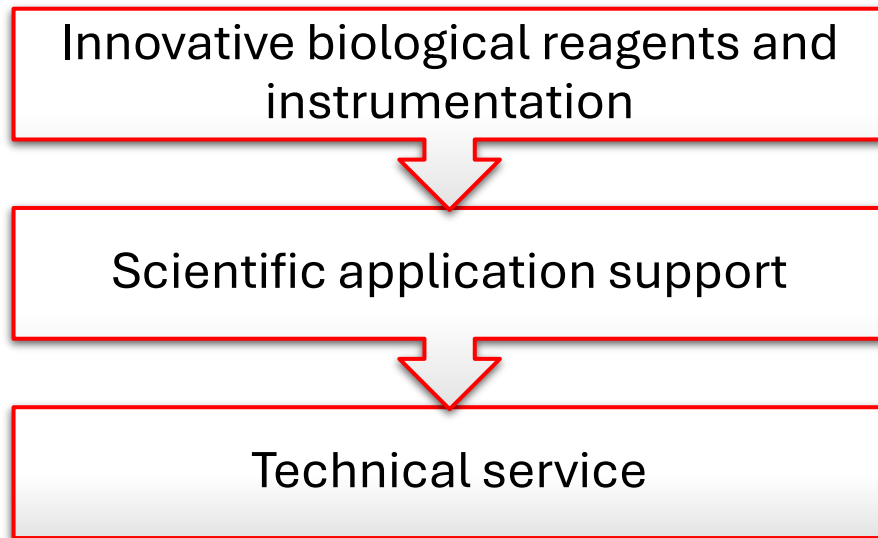 Innovative biological reagents and
instrumentation
Scientific application support
Technical service